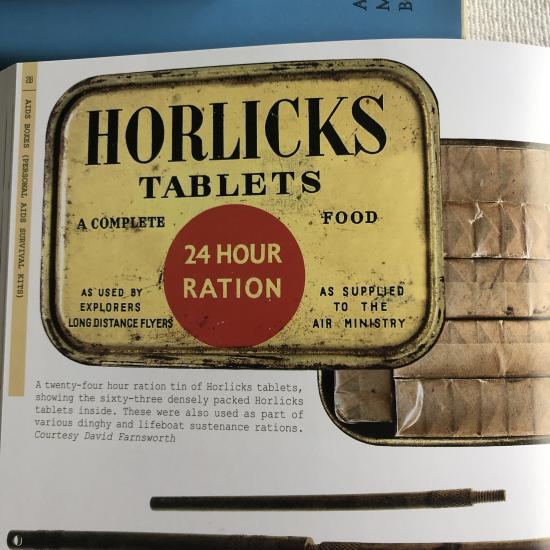 A
M
B
28
AIDS BOXES (PERSONAL AIDS SURVIVAL KITS)
HORLICKS
TABLETS
A COMPLETE FOOD
24 HOUR
RATION
AS USED BY
EXPLORERS
LONG DISTANCE FLYERS
AS SUPPLIED
TO THE
AIR MINISTRY
A twenty-four hour ration tin of Horlicks tablets,
showing the sixty-three densely packed Horlicks
tablets inside. These were also used as part of
various dinghy and lifeboat sustenance rations.
Courtesy David Farnsworth